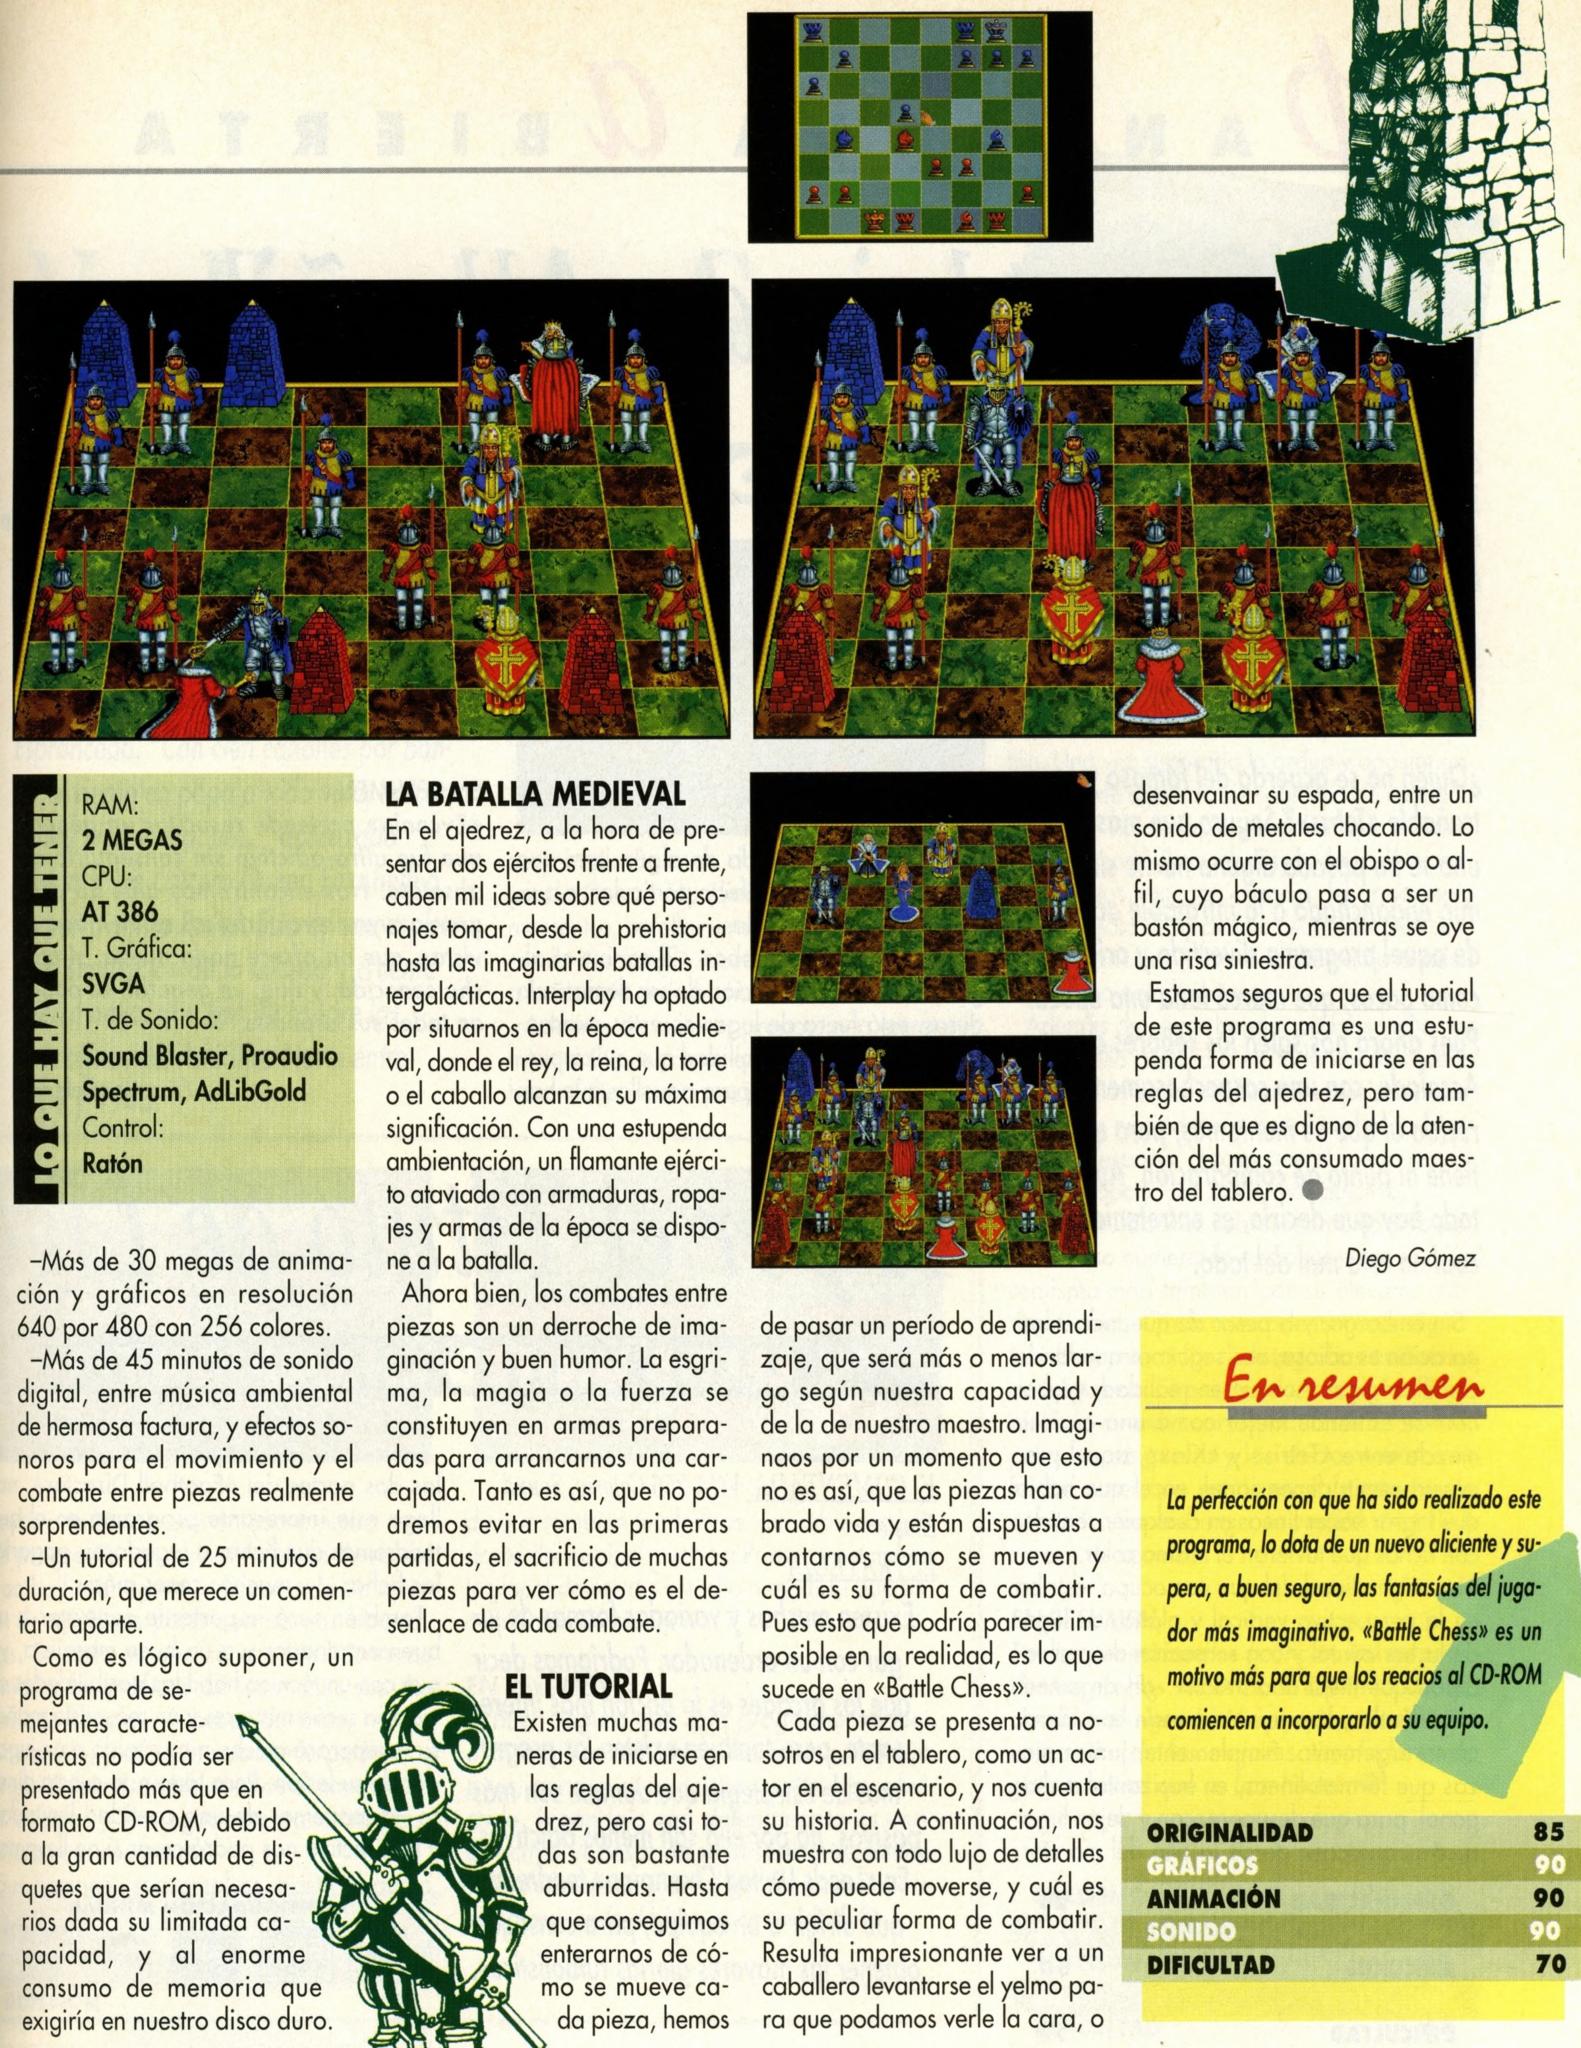 LO QUE HAY QUE TENER
RAM:
2 MEGAS
CPU:
AT 386
T. Gráfica:
SVGA
T. de Sonido:
Sound Blaster, Proaudio
Spectrum, AdLibGold
Control:
Ratón
–Más de 30 megas de anima-
ción y gráficos en resolución
640 por 480 con 256 colores.
–Más de 45 minutos de sonido
digital, entre música ambiental
de hermosa factura, y efectos so-
noros para el movimiento y el
combate entre piezas realmente
sorprendentes.
–Un tutorial de 25 minutos de
duración, que merece un comen-
tario aparte.
Como es lógico suponer, un
programa de se-
mejantes caracte-
rísticas no podía ser
presentado más que en
formato CD-ROM, debido
a la gran cantidad de dis-
quetes que serían necesa-
rios dada su limitada ca-
pacidad, y al enorme
consumo de memoria que
exigiría en nuestro disco duro.
LA BATALLA MEDIEVAL
En el ajedrez, a la hora de pre-
sentar dos ejércitos frente a frente,
caben mil ideas sobre qué perso-
najes tomar, desde la prehistoria
hasta las imaginarias batallas in-
tergalácticas. Interplay ha optado
por situarnos en la época medie-
val, donde el rey, la reina, la torre
o el caballo alcanzan su máxima
significación. Con una estupenda
ambientación, un flamante ejérci-
to ataviado con armaduras, ropa-
jes y armas de la época se dispo-
ne a la batalla.
Ahora bien, los combates entre
piezas son un derroche de ima-
ginación y buen humor. La esgri-
ma, la magia o la fuerza se
constituyen en armas prepara-
das para arrancarnos una car-
cajada. Tanto es así, que no po-
dremos evitar en las primeras
partidas, el sacrificio de muchas
piezas para ver cómo es el de-
senlace de cada combate.
EL TUTORIAL
Existen muchas ma-
neras de iniciarse en
las reglas del aje-
drez, pero casi to-
das son bastante
aburridas. Hasta
que conseguimos
enterarnos de có-
mo se mueve ca-
da pieza, hemos
de pasar un período de aprendi-
zaje, que será más o menos lar-
go según nuestra capacidad y
de la de nuestro maestro. Imagi-
naos por un momento que esto
no es así, que las piezas han co-
brado vida y están dispuestas a
contarnos cómo se mueven y
cuál es su forma de combatir.
Pues esto que podría parecer im-
posible en la realidad, es lo que
sucede en «Battle Chess».
Cada pieza se presenta a no-
sotros en el tablero, como un ac-
tor en el escenario, y nos cuenta
su historia. A continuación, nos
muestra con todo lujo de detalles
cómo puede moverse, y cuál es
su peculiar forma de combatir.
Resulta impresionante ver a un
caballero levantarse el yelmo pa-
ra que podamos verle la cara, o
desenvainar su espada, entre un
sonido de metales chocando. Lo
mismo ocurre con el obispo o al-
fil, cuyo báculo pasa a ser un
bastón mágico, mientras se oye
una risa siniestra.
Estamos seguros que el tutorial
de este programa es una estu-
penda forma de iniciarse en las
reglas del ajedrez, pero tam-
bién de que es digno de la aten-
ción del más consumado maes-
tro del tablero.
Diego Gómez
En resumen
La perfección con que ha sido realizado este
programa, lo dota de un nuevo aliciente y su-
pera, a buen seguro, las fantasías del juga-
dor más imaginativo. «Battle Chess» es un
motivo más para que los reacios al CD-ROM
comiencen a incorporarlo a su equipo.
ORIGINALIDAD 85
GRÁFICOS 90
ANIMACIÓN 90
SONIDO 90
DIFICULTAD 70